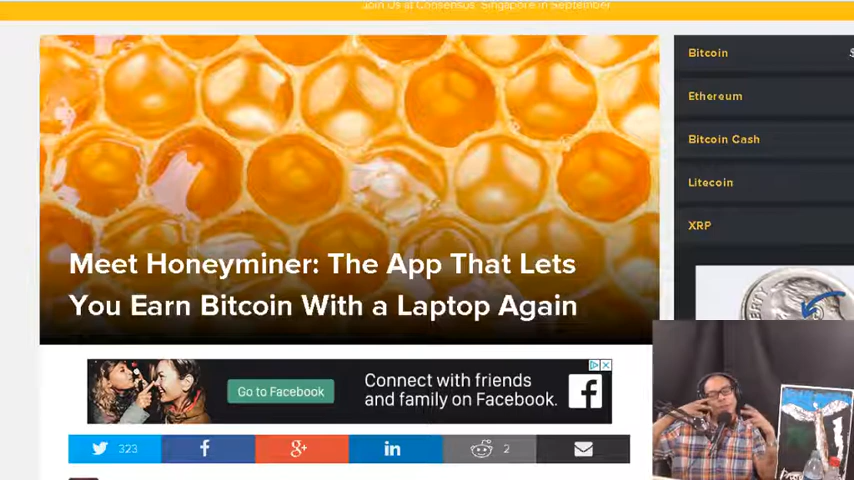 Join Us at Consensus: Singapore in September
Bitcoin
$
Ethereum
Bitcoin Cash
Litecoin
XRP
Meet Honeyminer: The App That Lets
You Earn Bitcoin With a Laptop Again
Go to Facebook
Connect with friends
and family on Facebook.
f
323
f
g+
in
2